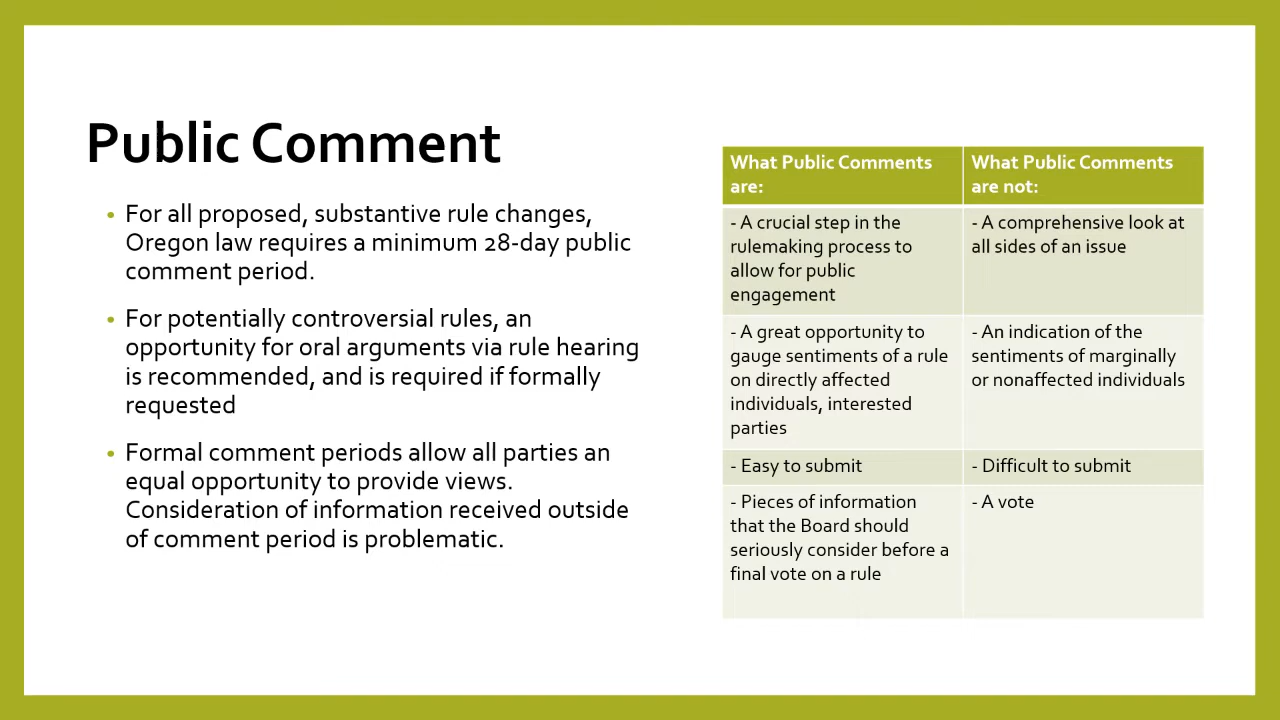 Public Comment
• For all proposed, substantive rule changes,
Oregon law requires a minimum 28-day public
comment period.
• For potentially controversial rules, an
opportunity for oral arguments via rule hearing
is recommended, and is required if formally
requested
• Formal comment periods allow all parties an
equal opportunity to provide views.
Consideration of information received outside
of comment period is problematic.
What Public Comments
are:
What Public Comments
are not:
- A crucial step in the
rulemaking process to
allow for public
engagement
- A comprehensive look at
all sides of an issue
- A great opportunity to
gauge sentiments of a rule
on directly affected
individuals, interested
parties
- An indication of the
sentiments of marginally
or nonaffected individuals
- Easy to submit
- Difficult to submit
- Pieces of information
that the Board should
seriously consider before a
final vote on a rule
- A vote